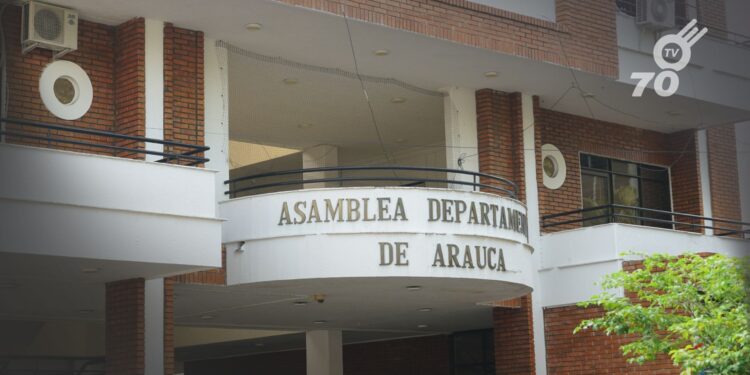 TV
70
ASAMBLEA DEPARTAMEN
DE ARAUCA